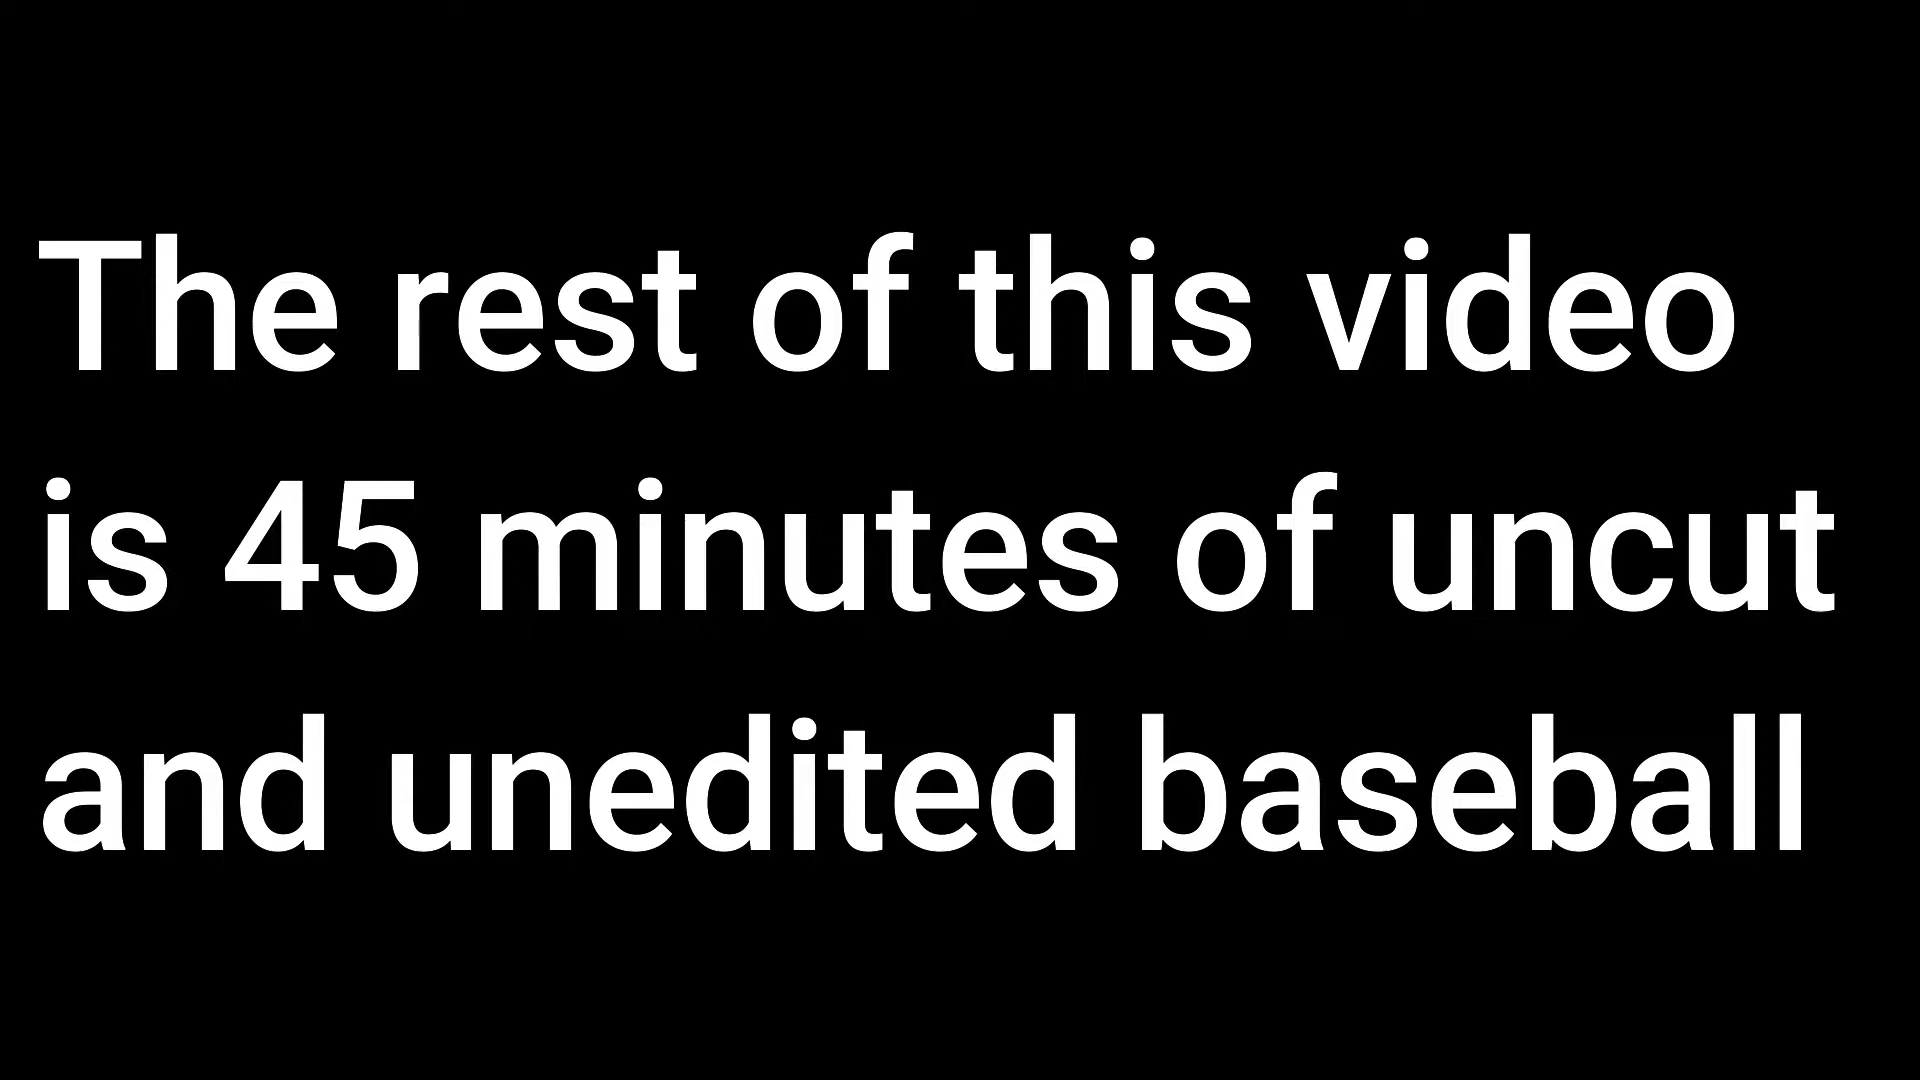 The rest of this video
is 45 minutes of uncut
and unedited baseball